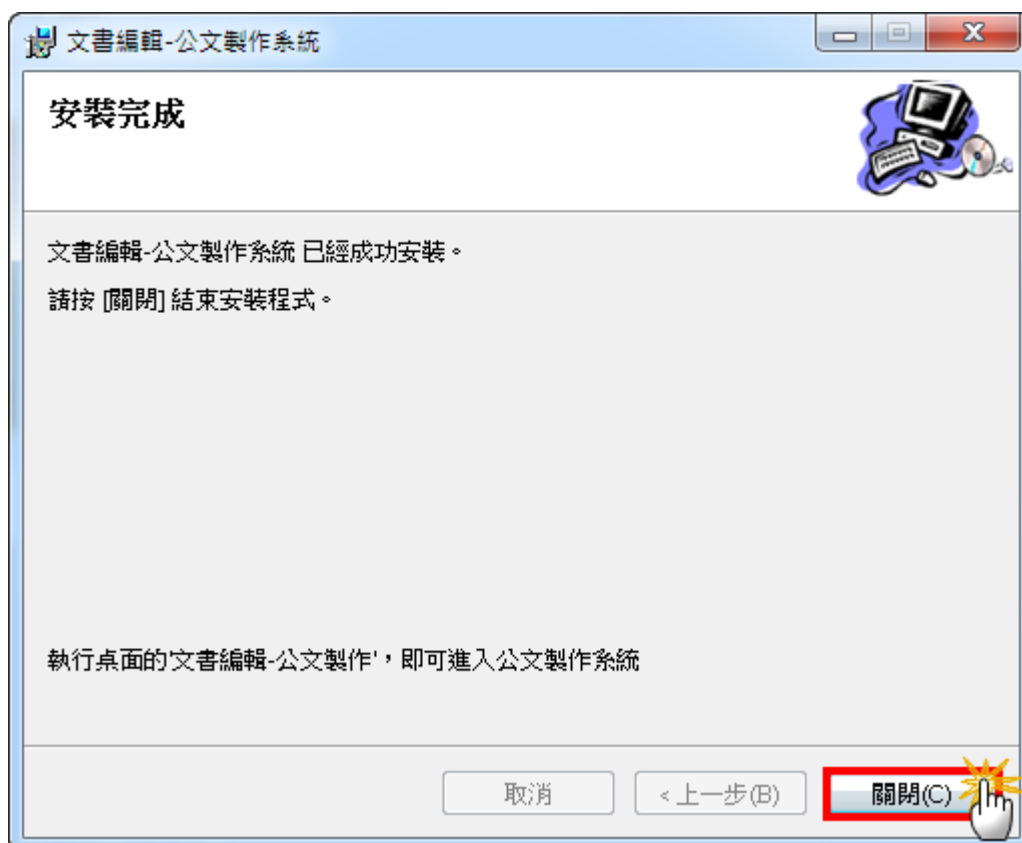 文書編輯-公文製作系統
安裝完成
文書編輯-公文製作系統 已經成功安裝。
請按 [關閉] 結束安裝程式。
執行桌面的'文書編輯-公文製作'，即可進入公文製作系統
取消
<上一步(B)
關閉(C)